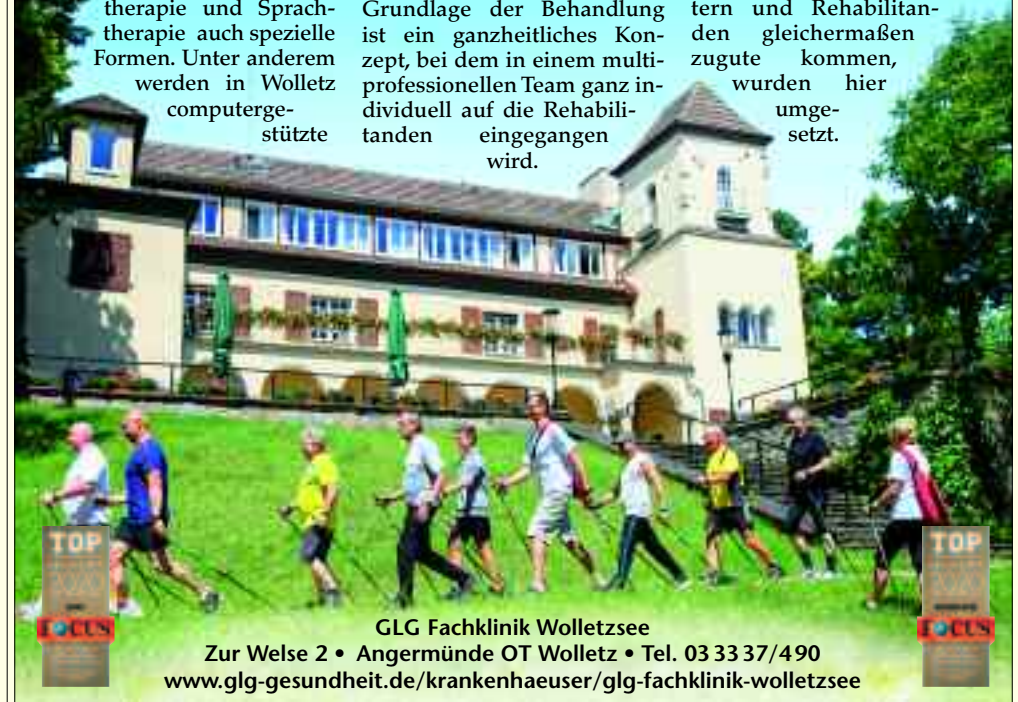 therapie und Sprach-
therapie auch spezielle
Formen. Unter anderem
werden in Wolletz
computerge-
stützte
Grundlage der Behandlung
ist ein ganzheitliches Kon-
zept, bei dem in einem multi-
professionellen Team ganz in-
dividuell auf die Rehabili-
tanden eingegangen
wird.
tern und Rehabilitan-
den gleichermaßen
zugute kommen,
wurden hier
umge-
setzt.
TOP
2020
FOCUS
TOP
2020
FOCUS
GLG Fachklinik Wolletzsee
Zur Welse 2 • Angermünde OT Wolletz • Tel. 03 33 37/4 90
www.glg-gesundheit.de/krankenhaeuser/glg-fachklinik-wolletzsee